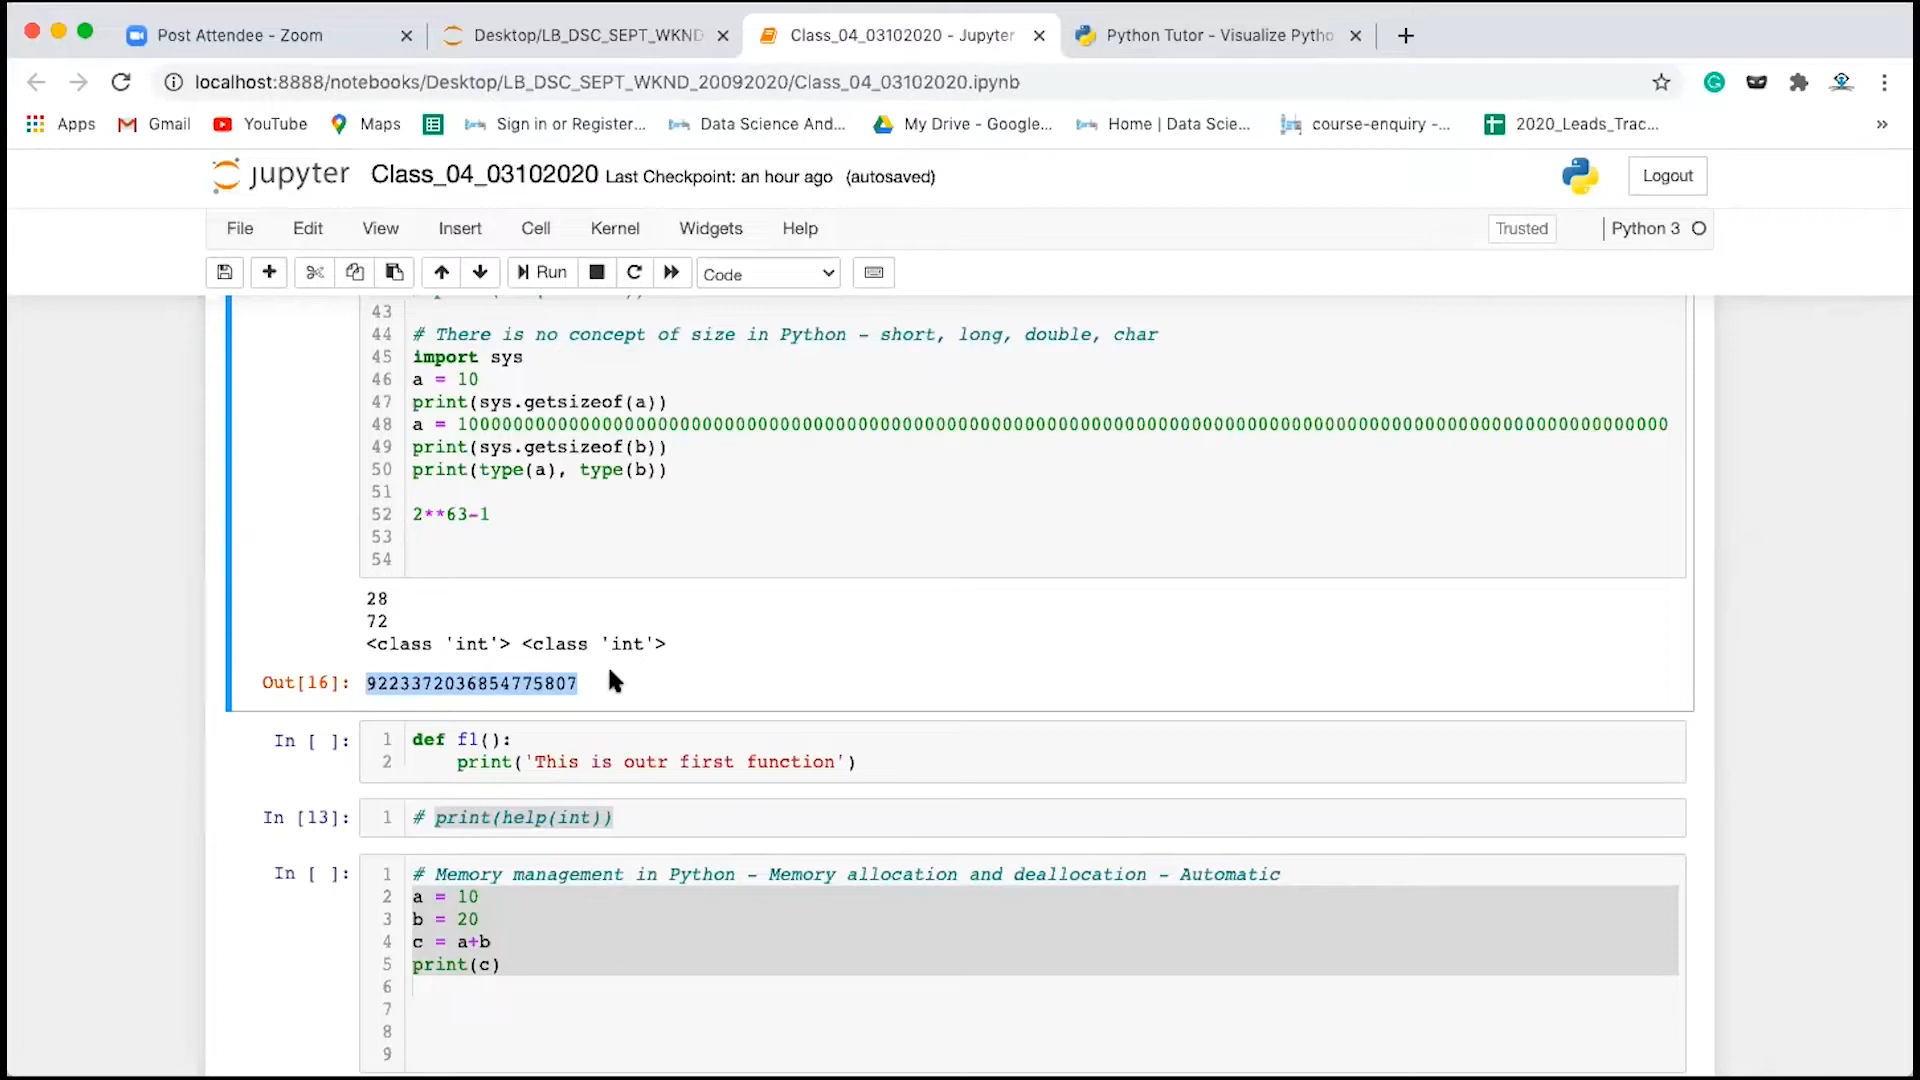 Post Attendee - Zoom
Desktop/LB_DSC_SEPT_WKND
Class_04_03102020 - Jupyter
Python Tutor - Visualize Pytho
localhost:8888/notebooks/Desktop/LB_DSC_SEPT_WKND_20092020/Class_04_03102020.ipynb
Apps
Gmail
YouTube
Maps
Sign in or Register...
Data Science And...
My Drive - Google...
Home | Data Scie...
course-enquiry -...
2020_Leads_Trac...
»
jupyter Class_04_03102020 Last Checkpoint: an hour ago (autosaved)
Logout
File Edit View Insert Cell Kernel Widgets Help
Trusted
Python 3
Run
Code
43
44 # There is no concept of size in Python - short, long, double, char
45 import sys
46 a = 10
47 print(sys.getsizeof(a))
48 a =
49 print(sys.getsizeof(b))
50 print(type(a), type(b))
51
52 2**63-1
53
54
28
72
<class 'int'> <class 'int'>
Out[16]: 9223372036854775807
In [ ]: 1 def f1():
2 print('This is outr first function')
In [13]: 1 # print(help(int))
In [ ]: 1 # Memory management in Python - Memory allocation and deallocation - Automatic
2 a = 10
3 b = 20
4 c = a+b
5 print(c)
6
7
8
9